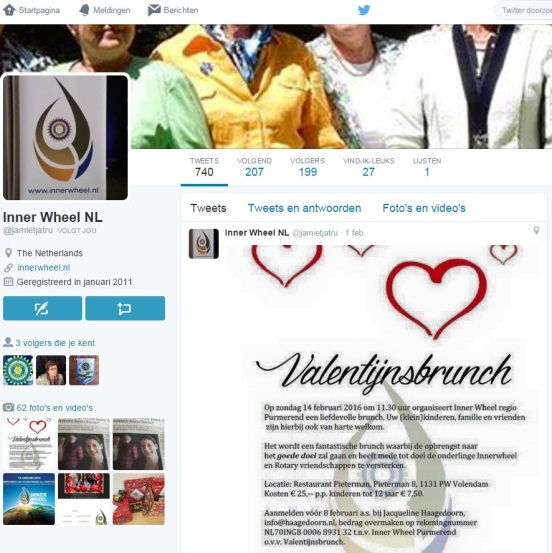 Startpagina Meldingen Berichten Twitter doorzoe
www.innerwheel.nl
TWEETS VOLGEND VOLGERS VIND-IK-LEUKS LIJSTEN
740 207 199 27 1
Inner Wheel NL
@jamietjatru VOLGT JOU
The Netherlands
innerwheel.nl
Geregistreerd in januari 2011
3 volgers die je kent
62 foto's en video's
INNER
WHEEL
Tweets Tweets en antwoorden Foto's en video's
Inner Wheel NL @jamietjatru · 1 feb.
Valentijnsbrunch
Op zondag 14 februari 2016 om 11.30 uur organiseert Inner Wheel regio
Purmerend een liefdevolle brunch. Uw (klein)kinderen, familie en vrienden
zijn hierbij ook van harte welkom.
Het wordt een fantastische brunch waarbij de opbrengst naar
het goede doel zal gaan en heeft mede tot doel de onderlinge Innerwheel
en Rotary vriendschappen te versterken.
Locatie: Restaurant Pieterman, Pieterman 8, 1131 PW Volendam
Kosten € 25,-- p.p. kinderen tot 12 jaar € 7,50.
Aanmelden vóór 8 februari a.s. bij Jacqueline Haagedoorn,
info@haagedoorn.nl, bedrag overmaken op rekeningnummer
NL70INGB 0006 8931 32 t.n.v. Inner Wheel Purmerend
o.v.v. Valentijnsbrunch.